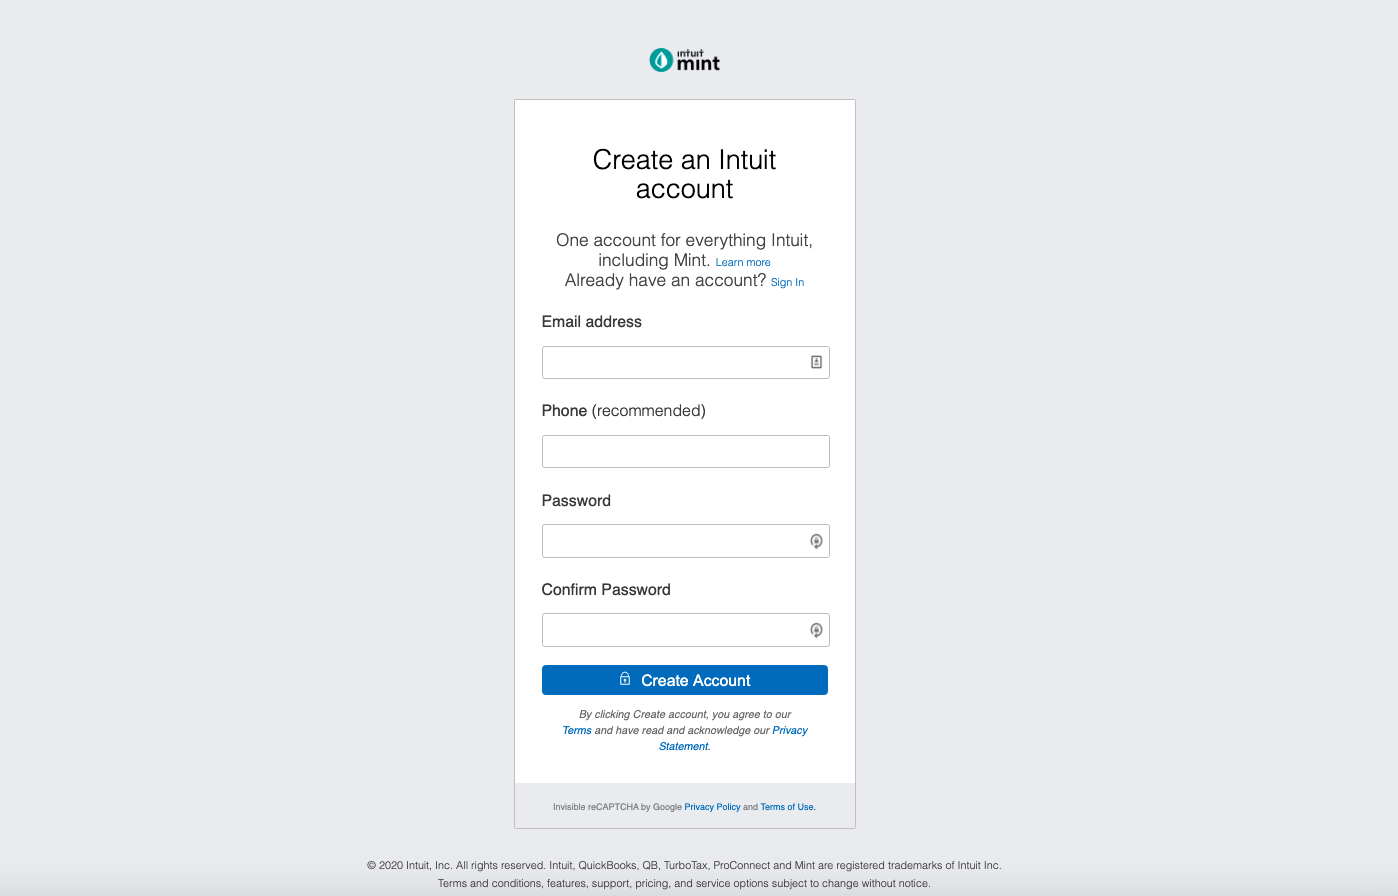 intuit
mint
Create an Intuit
account
One account for everything Intuit,
including Mint. Learn more
Already have an account? Sign In
Email address
Phone (recommended)
Password
Confirm Password
Create Account
By clicking Create account, you agree to our
Terms and have read and acknowledge our Privacy
Statement.
Invisible reCAPTCHA by Google Privacy Policy and Terms of Use.
© 2020 Intuit, Inc. All rights reserved. Intuit, QuickBooks, QB, TurboTax, ProConnect and Mint are registered trademarks of Intuit Inc.
Terms and conditions, features, support, pricing, and service options subject to change without notice.